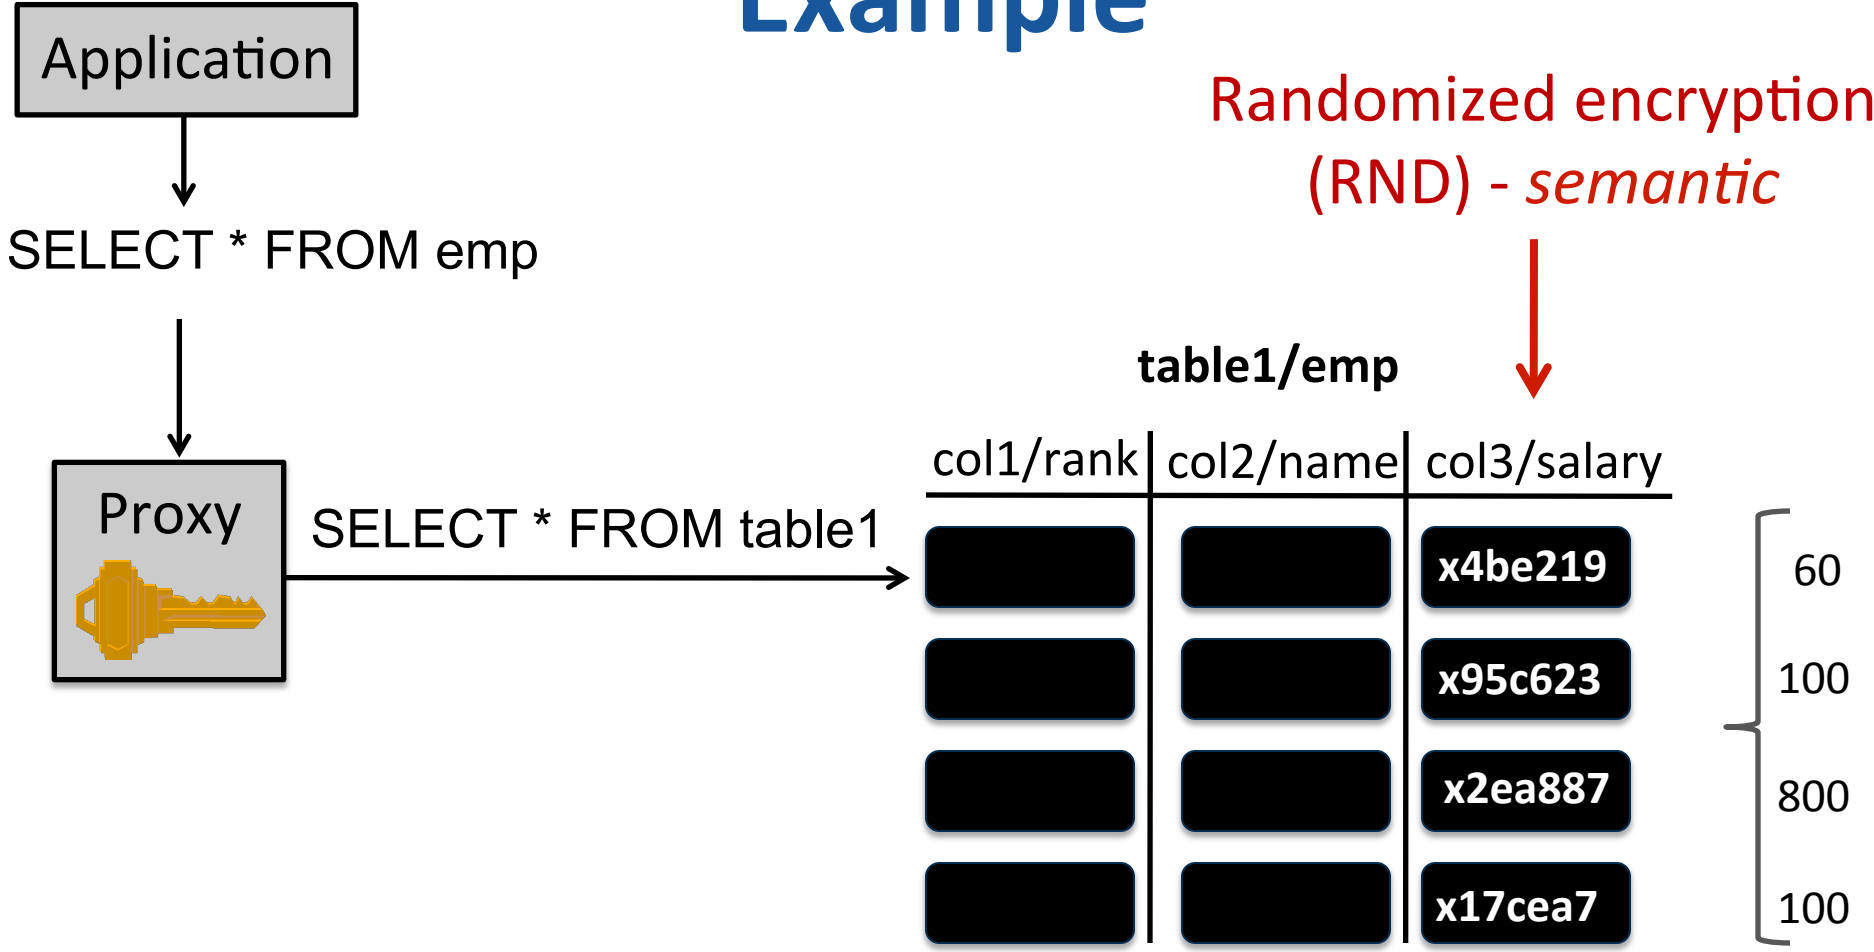 Example
Application
Randomized encryption
(RND) - semantic
SELECT * FROM emp
table1/emp
col1/rank col2/name col3/salary
Proxy
SELECT * FROM table1
x4be219 60
x95c623 100
x2ea887 800
x17cea7 100